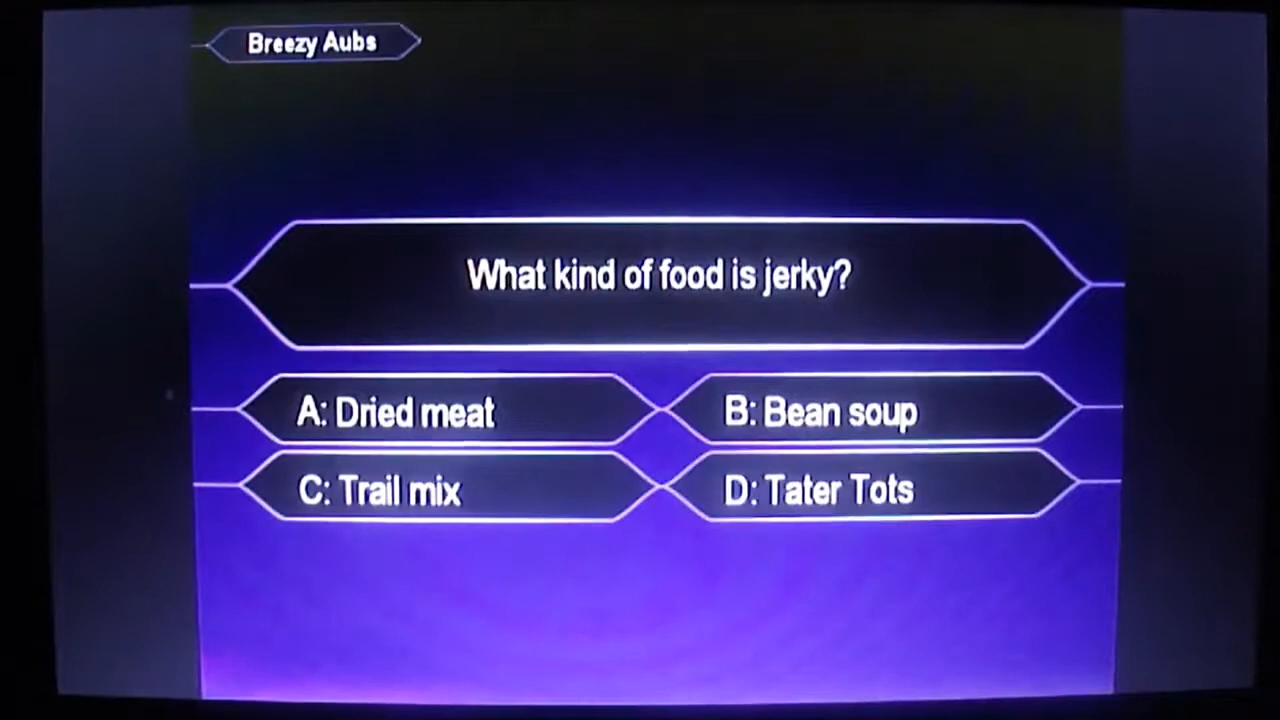 Breezy Aubs
What kind of food is jerky?
A: Dried meat
B: Bean soup
C: Trail mix
D: Tater Tots